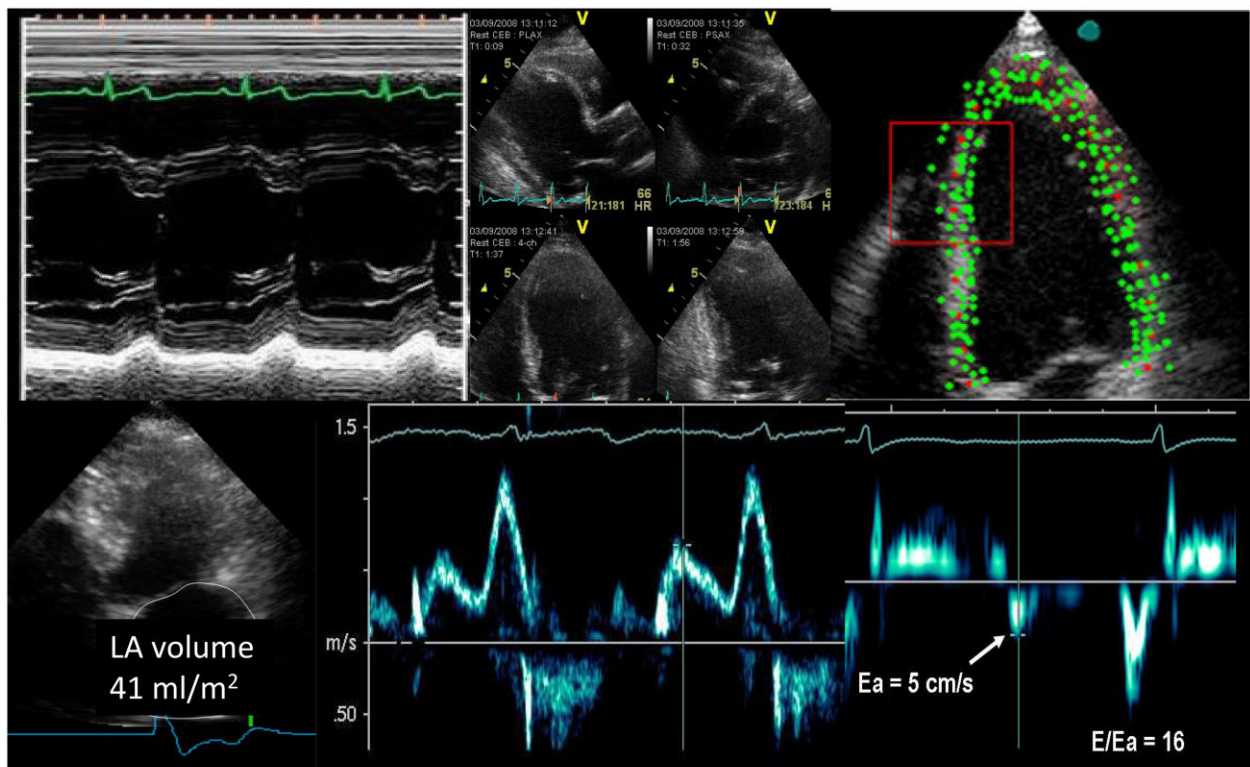 03/09/2008 13:11:12
Rest CEB: PLAX
T1: 0:09
V
5
66
121:181
HR
03/09/2008 13:11:35
Rest CEB: PSAX
T1: 0:32
V
5
66
123:184
03/09/2008 13:12:41
Rest CEB : 4-ch
T1: 1:37
V
5
03/09/2008 13:12:59
Rest CEB
T1: 1:56
V
5
LA volume
41 ml/m²
1.5
m/s
.50
Ea = 5 cm/s
E/Ea = 16